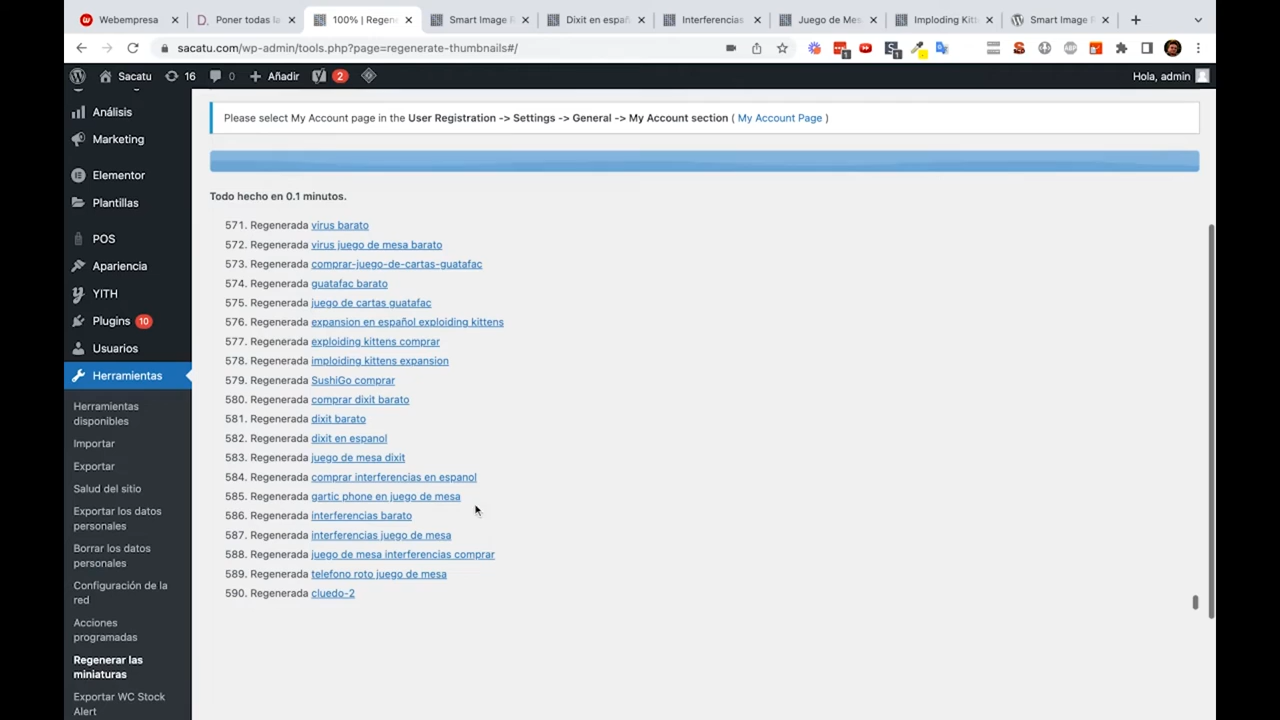 Webempresa
Poner todas la
100% | Regene
Smart Image R
Dixit en españ
Interferencias
Juego de Mes
Imploding Kitt
Smart Image R
sacatu.com/wp-admin/tools.php?page=regenerate-thumbnails#/
Sacatu
16
0
Añadir
2
Hola, admin
Análisis
Marketing
Elementor
Plantillas
POS
Apariencia
YITH
Plugins 10
Usuarios
Herramientas
Herramientas
disponibles
Importar
Exportar
Salud del sitio
Exportar los datos
personales
Borrar los datos
personales
Configuración de la
red
Acciones
programadas
Regenerar las
miniaturas
Exportar WC Stock
Alert
Please select My Account page in the User Registration -> Settings -> General -> My Account section ( My Account Page )
Todo hecho en 0.1 minutos.
571. Regenerada virus barato
572. Regenerada virus juego de mesa barato
573. Regenerada comprar-juego-de-cartas-guatafac
574. Regenerada guatafac barato
575. Regenerada juego de cartas guatafac
576. Regenerada expansion en español exploiding kittens
577. Regenerada exploiding kittens comprar
578. Regenerada imploiding kittens expansion
579. Regenerada SushiGo comprar
580. Regenerada comprar dixit barato
581. Regenerada dixit barato
582. Regenerada dixit en espanol
583. Regenerada juego de mesa dixit
584. Regenerada comprar interferencias en espanol
585. Regenerada gartic phone en juego de mesa
586. Regenerada interferencias barato
587. Regenerada interferencias juego de mesa
588. Regenerada juego de mesa interferencias comprar
589. Regenerada telefono roto juego de mesa
590. Regenerada cluedo-2